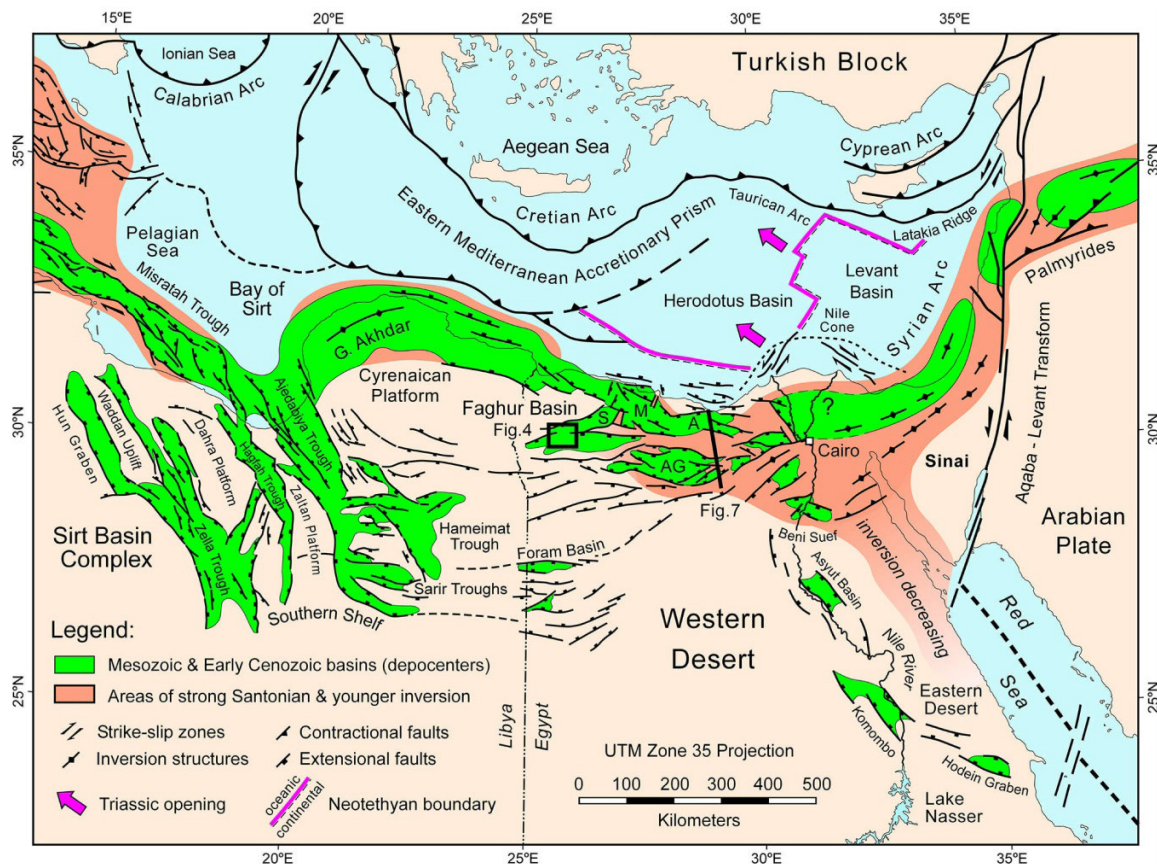 15°E
20°E
25°E
30°E
35°E
Ionian Sea
Calabrian Arc
Turkish Block
35°N
35°N
Aegean Sea
Cyprean Arc
Cretian Arc
Taurican Arc
Latakia Ridge
Eastern Mediterranean Accretionary Prism
Pelagian
Sea
Misratah Trough
Bay of
Sirt
Herodotus Basin
Levant
Basin
Nile
Cone
Syrian Arc
Palmyrides
G. Akhdar
Cyrenaican
Platform
Ajedabiya Trough
30°N
30°N
Faghur Basin
Fig.4
S
M
A
AG
?
Cairo
Sinai
Fig.7
Aqaba - Levant Transform
Arabian
Plate
Hun Graben
Waddan Uplift
Dahra Platform
Hagfah Trough
Zaltan Platform
Zella Trough
Sirt Basin
Complex
Hameimat
Trough
Foram Basin
Sarir Troughs
Southern Shelf
Beni Suef
Asyut Basin
inversion decreasing
Western
Desert
Nile River
Eastern
Desert
Red
Sea
Komombo
Hodein Graben
Lake
Nasser
25°N
25°N
Libya
Egypt
Legend:
Mesozoic & Early Cenozoic basins (depocenters)
Areas of strong Santonian & younger inversion
Strike-slip zones
Contractional faults
Inversion structures
Extensional faults
Triassic opening
oceanic
continental
Neotethyan boundary
UTM Zone 35 Projection
0 100 200 300 400 500
Kilometers
20°E
25°E
30°E
35°E